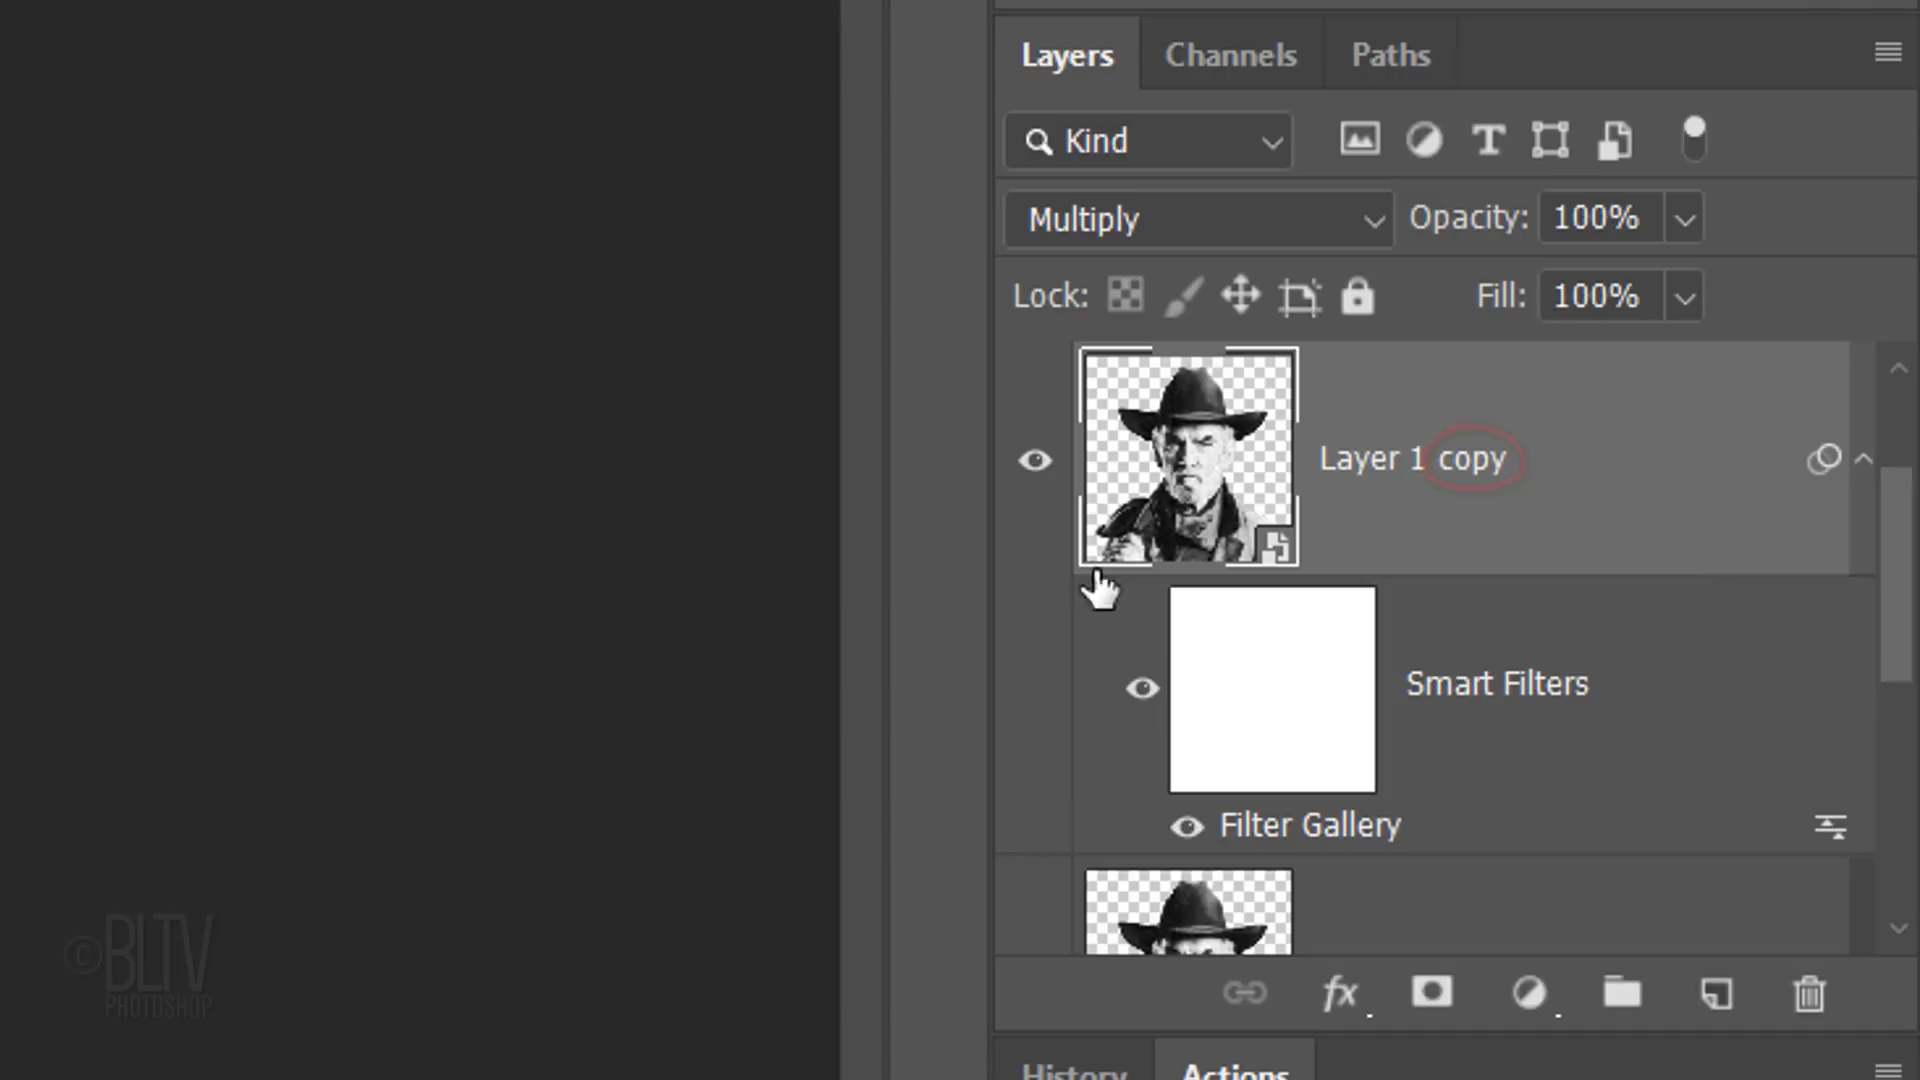 Layers Channels Paths
Kind
Multiply Opacity: 100%
Lock: Fill: 100%
Layer 1 copy
Smart Filters
Filter Gallery
©BLTV
PHOTOSHOP
fx
History Actions